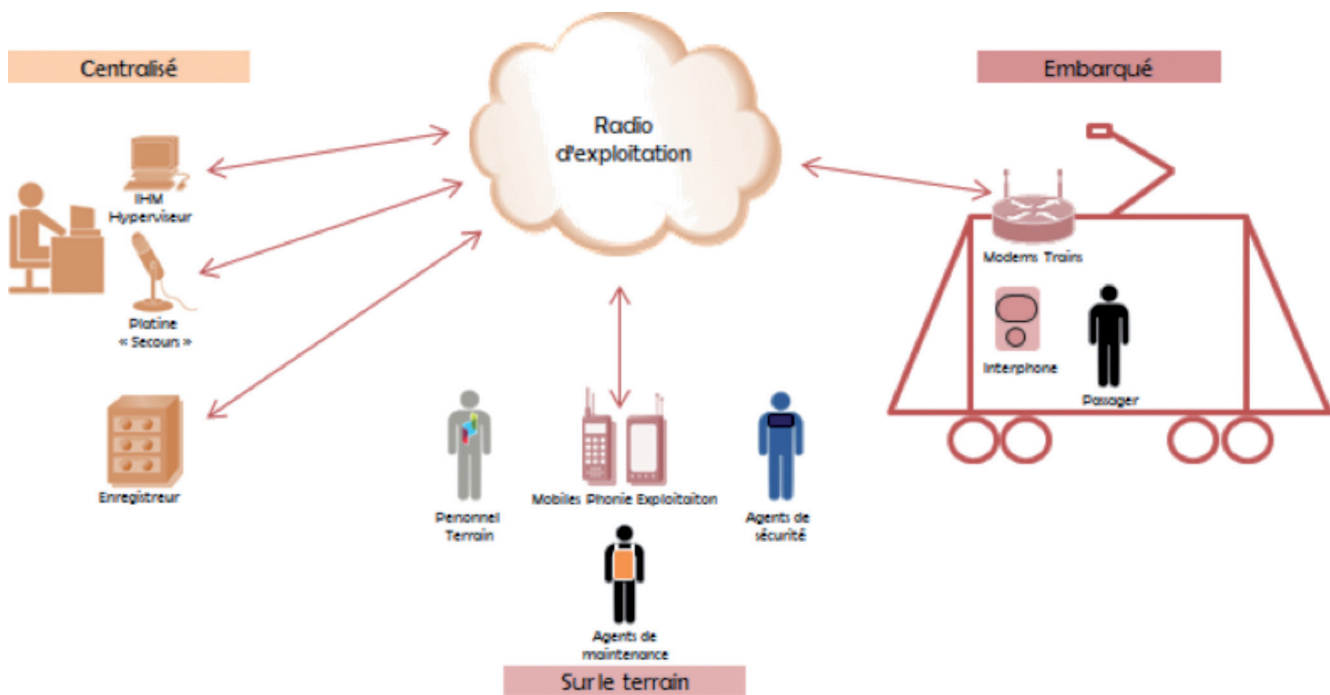 Centralisé
Embarqué
Radio
d'exploitation
IHM
Hyperviseur
Platine
« Secours »
Enregistreur
Modems Trains
Interphone
Passager
Personnel
Terrain
Mobiles Phonie Exploitaiton
Agents de
sécurité
Agents de
maintenance
Sur le terrain